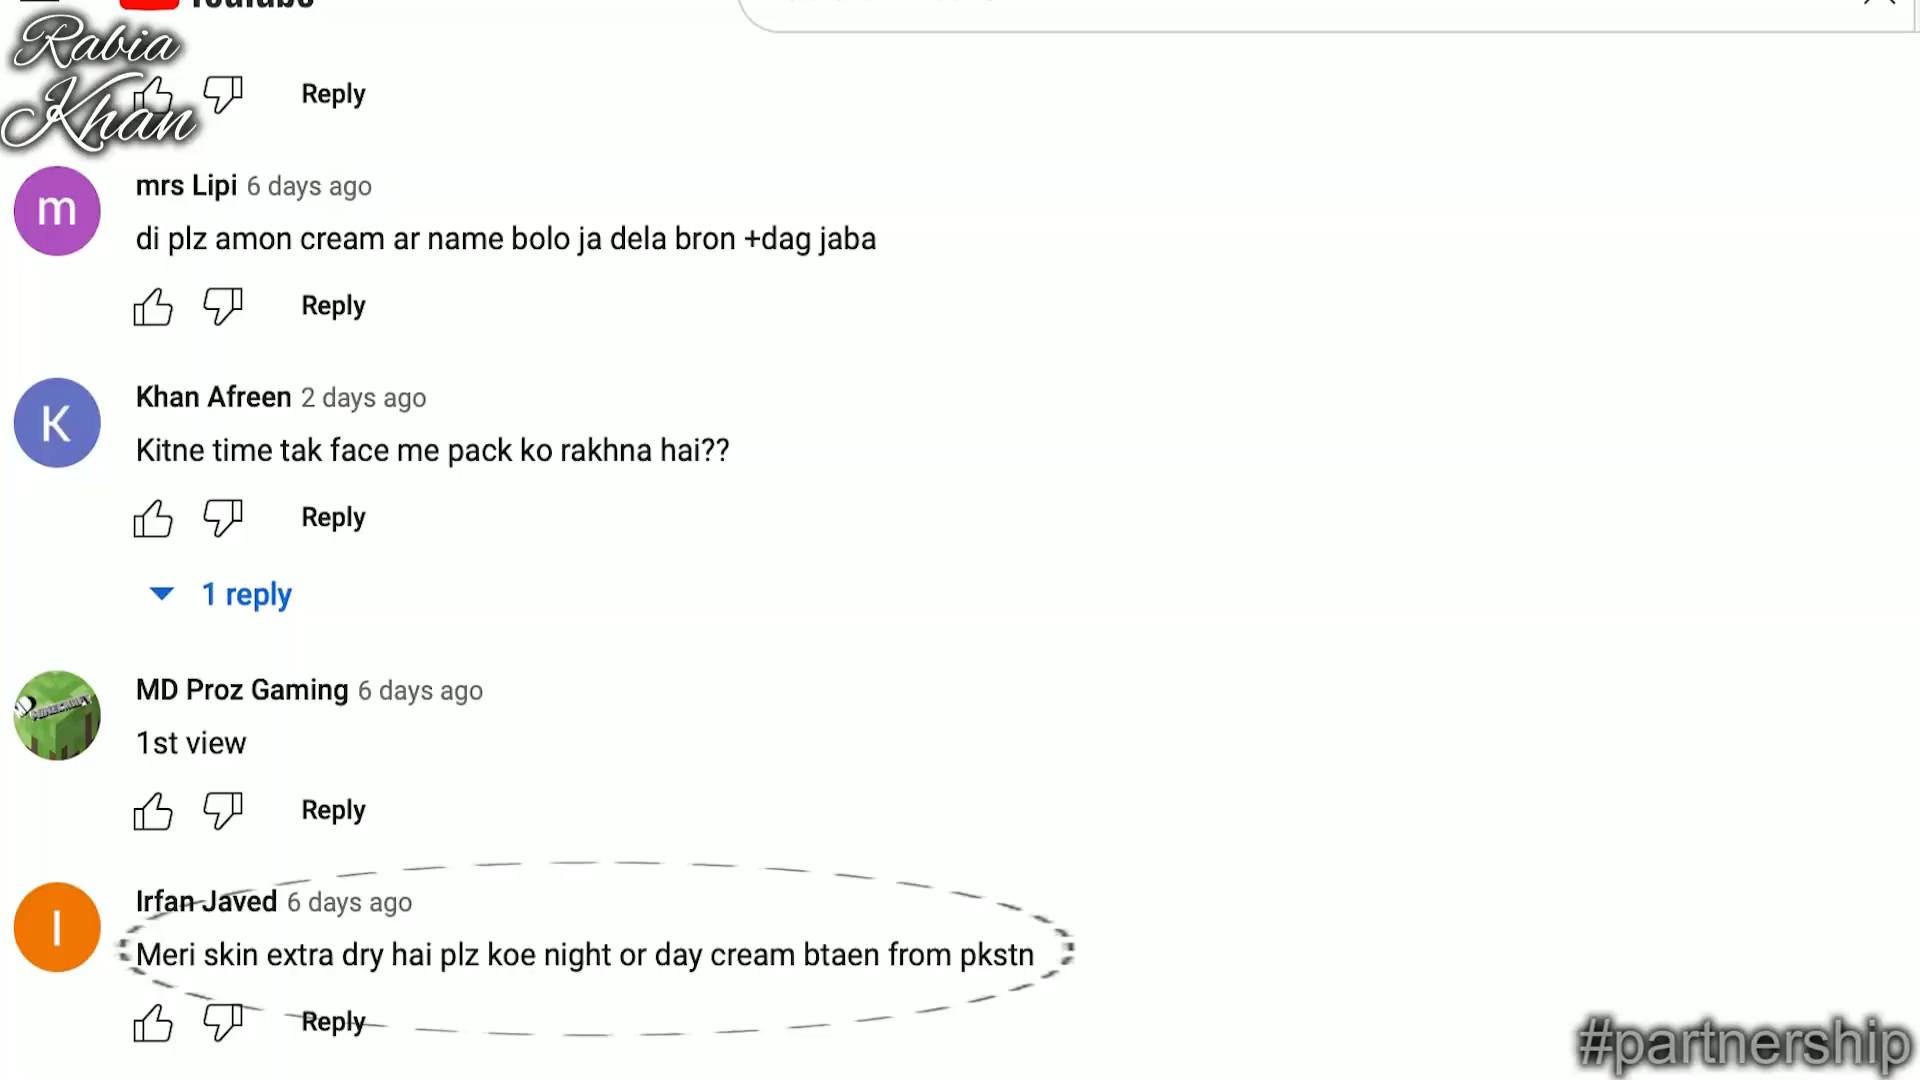 YouTube
Rabia
Khan
Reply
m
mrs Lipi 6 days ago
di plz amon cream ar name bolo ja dela bron +dag jaba
Reply
K
Khan Afreen 2 days ago
Kitne time tak face me pack ko rakhna hai??
Reply
1 reply
MD Proz Gaming 6 days ago
1st view
Reply
I
Irfan Javed 6 days ago
Meri skin extra dry hai plz koe night or day cream btaen from pkstn
Reply
#partnership